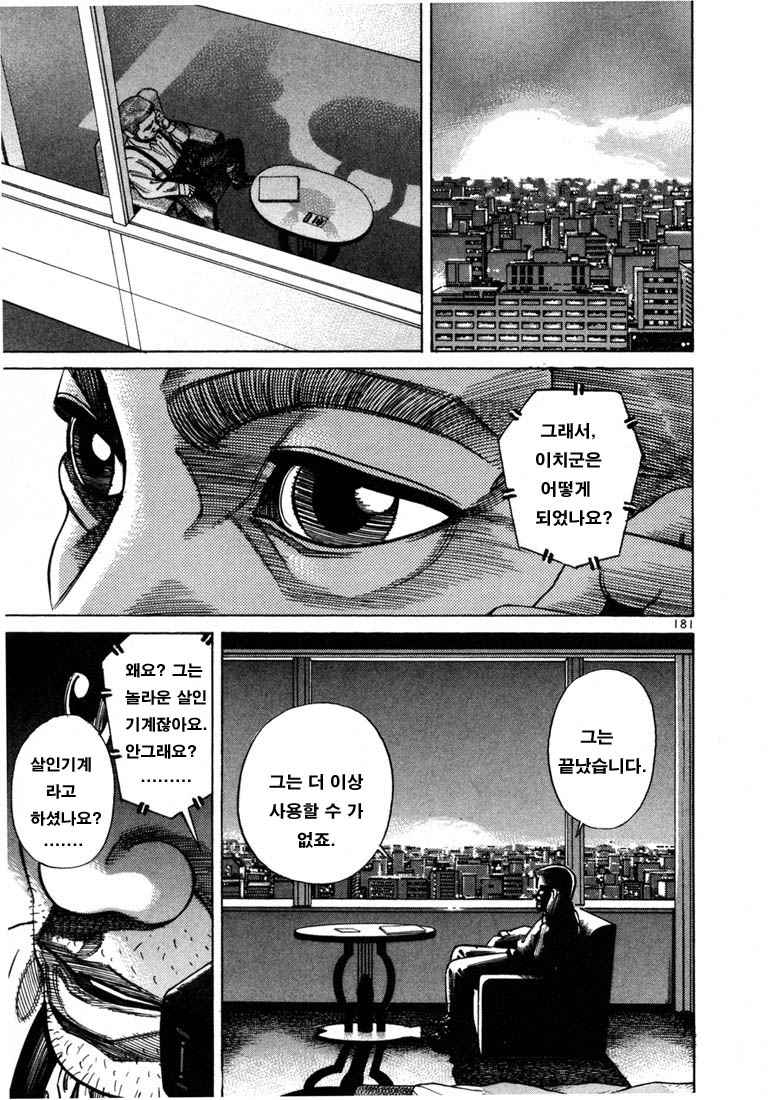 그래서,
이치군은
어떻게
되었나요?
181
그는
끝났습니다.
그는 더 이상
사용할 수 가
없죠.
왜요? 그는
놀라운 살인
기계잖아요.
안그래요?
.........
살인기계
라고
하셨나요?
.......